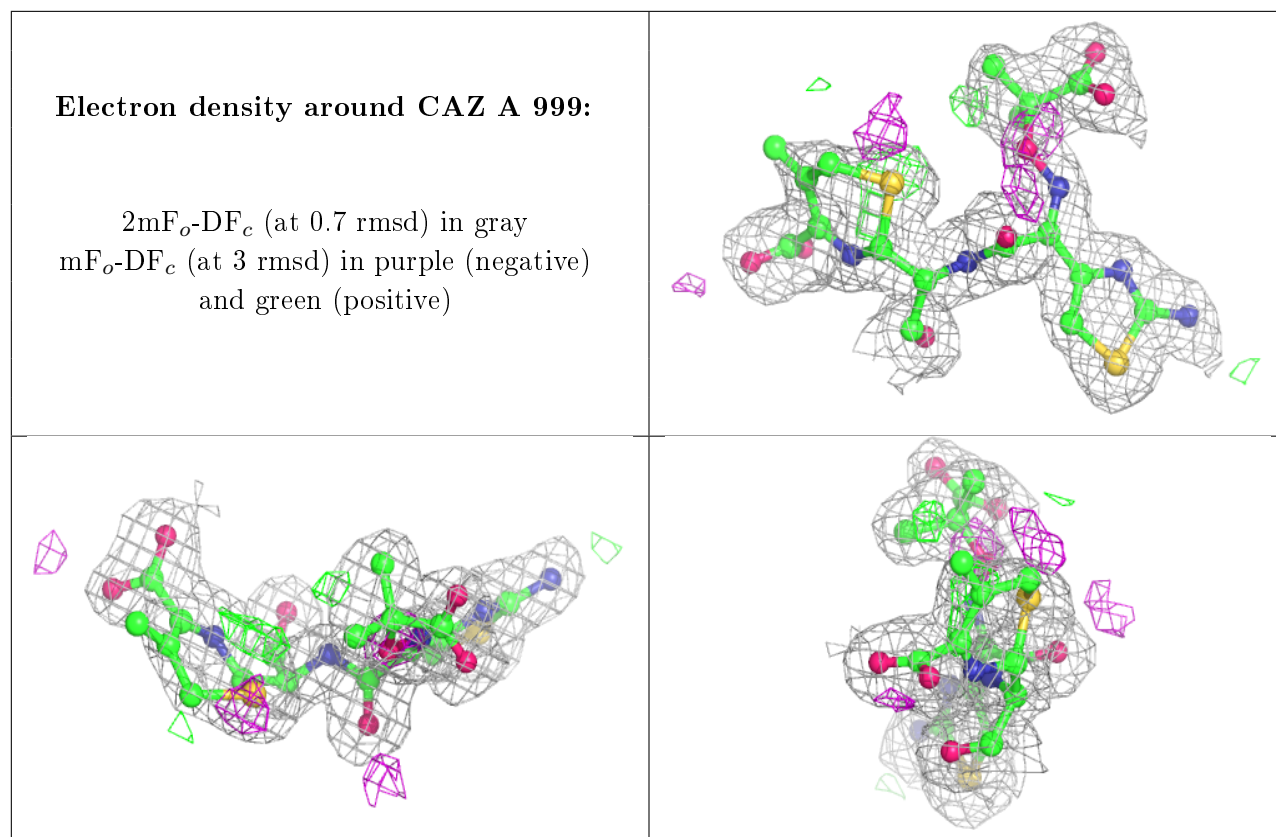 Electron density around CAZ A 999:
2mFₒ-DF𝒸 (at 0.7 rmsd) in gray
mFₒ-DF𝒸 (at 3 rmsd) in purple (negative)
and green (positive)